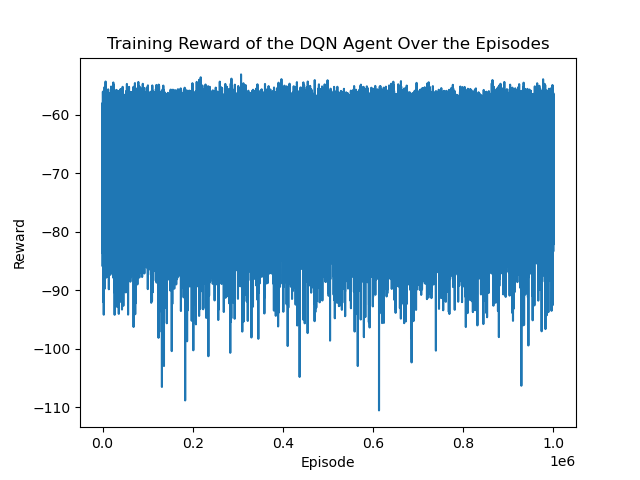 Training Reward of the DQN Agent Over the Episodes
−60
−70
−80
−90
−100
−110
Reward
0.0 0.2 0.4 0.6 0.8 1.0
1e6
Episode